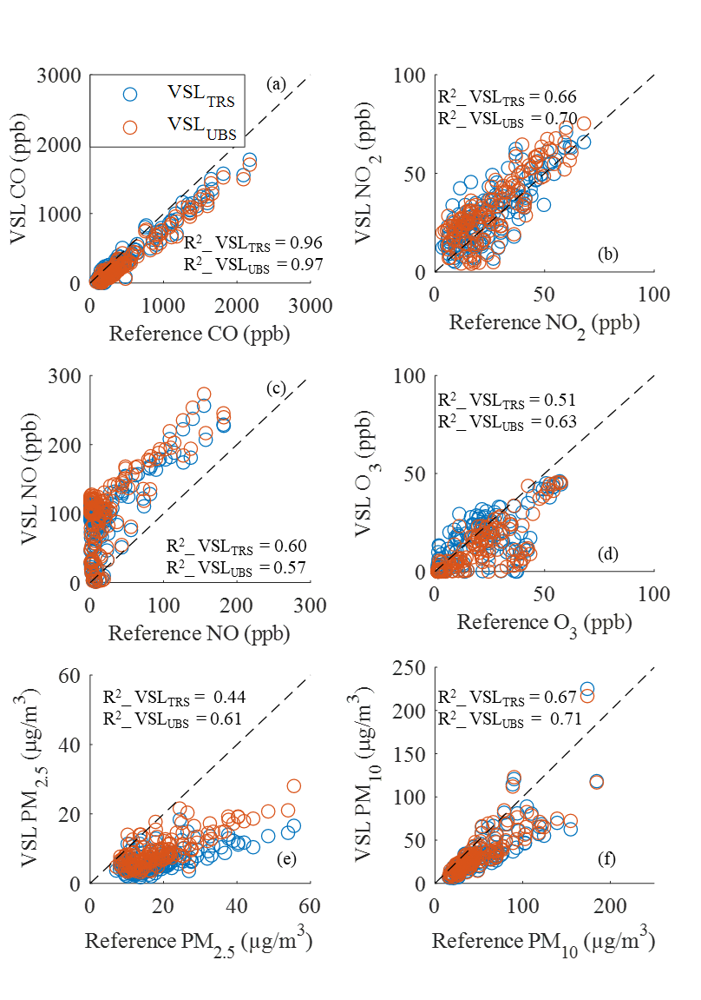 3000
2000
1000
0
0
1000
2000
3000
VSL CO (ppb)
Reference CO (ppb)
VSL_TRS
VSL_UBS
(a)
R²_ VSL_TRS = 0.96
R²_ VSL_UBS = 0.97
100
50
0
0
50
100
VSL NO₂ (ppb)
Reference NO₂ (ppb)
R²_ VSL_TRS = 0.66
R²_ VSL_UBS = 0.70
(b)
300
200
100
0
0
100
200
300
VSL NO (ppb)
Reference NO (ppb)
(c)
R²_ VSL_TRS = 0.60
R²_ VSL_UBS = 0.57
100
50
0
0
50
100
VSL O₃ (ppb)
Reference O₃ (ppb)
R²_ VSL_TRS = 0.51
R²_ VSL_UBS = 0.63
(d)
60
40
20
0
0
20
40
60
VSL PM₂.₅ (µg/m³)
Reference PM₂.₅ (µg/m³)
R²_ VSL_TRS = 0.44
R²_ VSL_UBS = 0.61
(e)
250
200
150
100
50
0
0
100
200
VSL PM₁₀ (µg/m³)
Reference PM₁₀ (µg/m³)
R²_ VSL_TRS = 0.67
R²_ VSL_UBS = 0.71
(f)